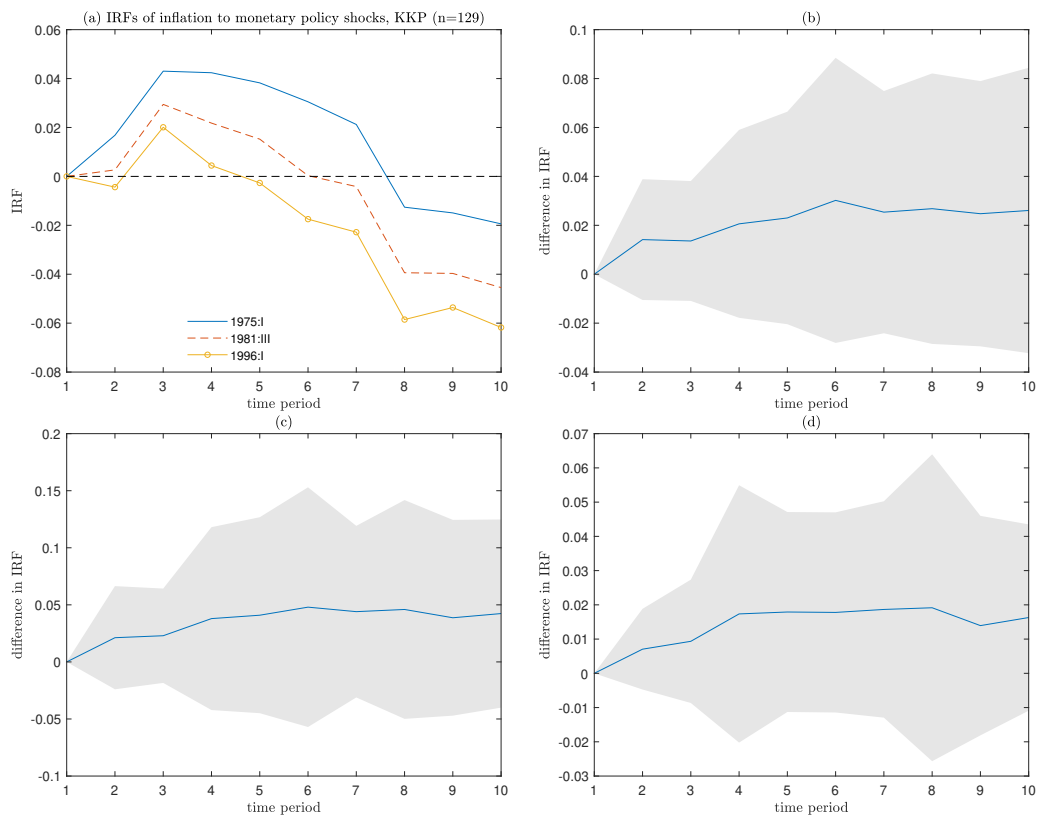 (a) IRFs of inflation to monetary policy shocks, KKP (n=129)
0.06
0.04
0.02
0
-0.02
-0.04
-0.06
-0.08
IRF
1975:I
1981:III
1996:I
1 2 3 4 5 6 7 8 9 10
time period
(b)
0.1
0.08
0.06
0.04
0.02
0
-0.02
-0.04
difference in IRF
1 2 3 4 5 6 7 8 9 10
time period
(c)
0.2
0.15
0.1
0.05
0
-0.05
-0.1
difference in IRF
1 2 3 4 5 6 7 8 9 10
time period
(d)
0.07
0.06
0.05
0.04
0.03
0.02
0.01
0
-0.01
-0.02
-0.03
difference in IRF
1 2 3 4 5 6 7 8 9 10
time period